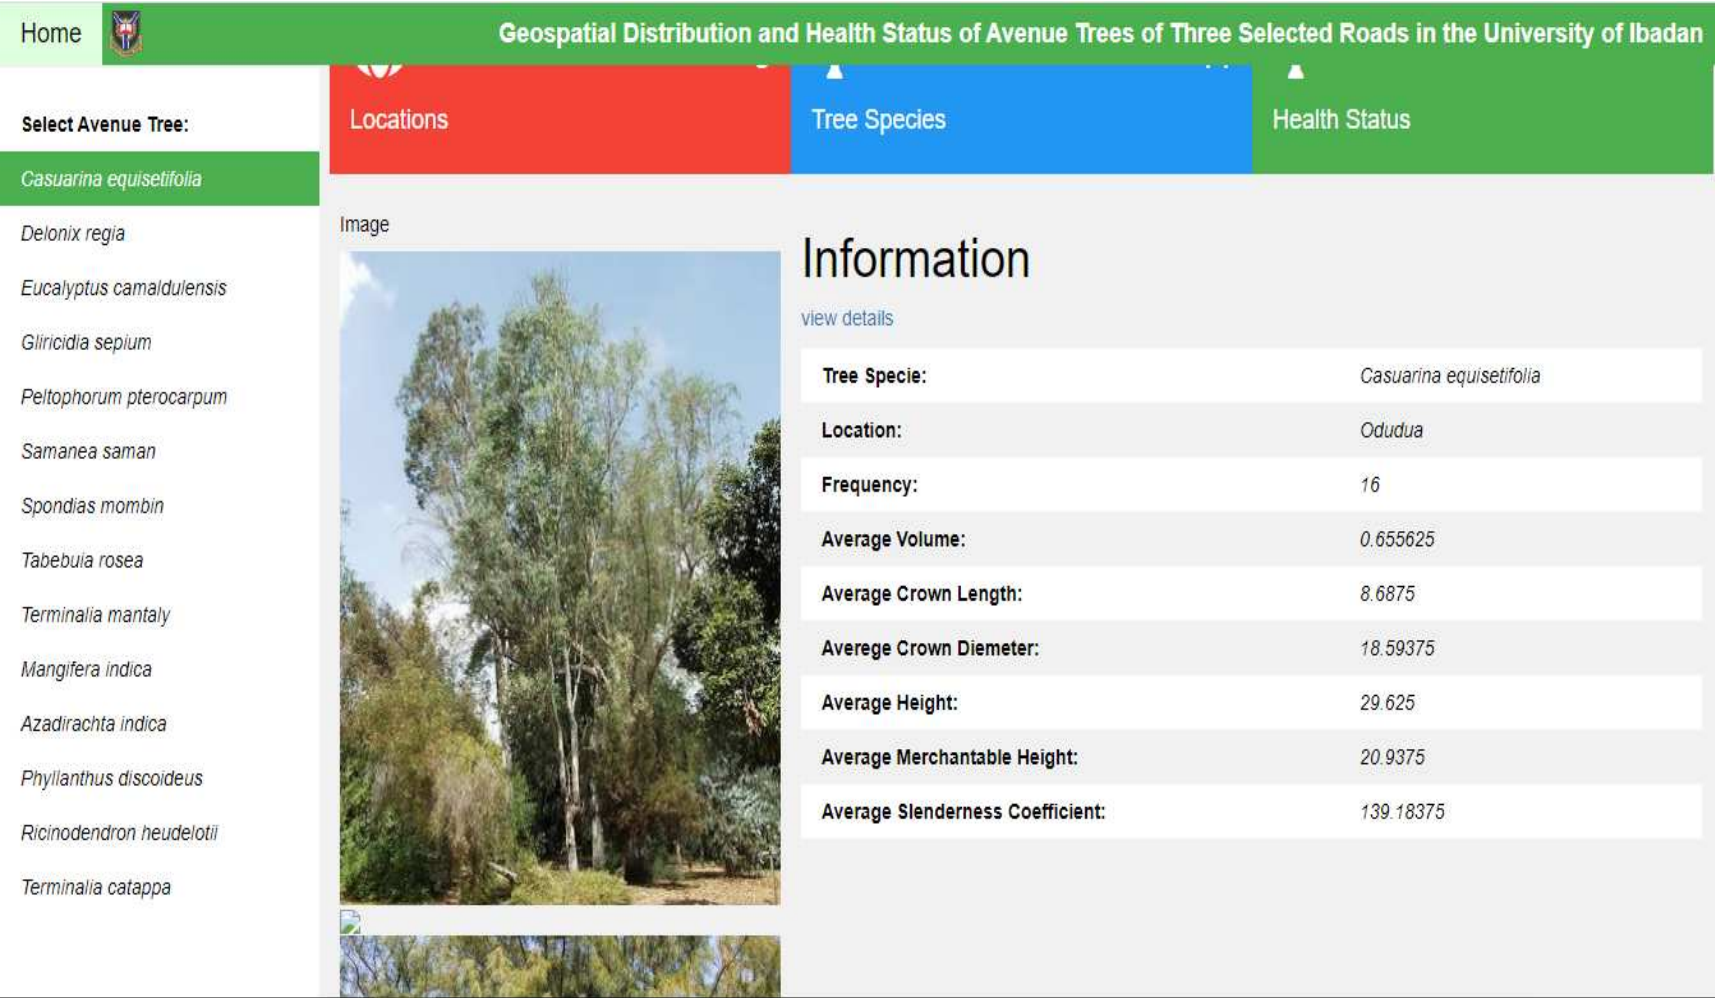 Home
Geospatial Distribution and Health Status of Avenue Trees of Three Selected Roads in the University of Ibadan
Select Avenue Tree:
Casuarina equisetifolia
Delonix regia
Eucalyptus camaldulensis
Gliricidia sepium
Peltophorum pterocarpum
Samanea saman
Spondias mombin
Tabebuia rosea
Terminalia mantaly
Mangifera indica
Azadirachta indica
Phyllanthus discoideus
Ricinodendron heudelotii
Terminalia catappa
Locations
Tree Species
Health Status
Image
Information
view details
Tree Specie: Casuarina equisetifolia
Location: Odudua
Frequency: 16
Average Volume: 0.655625
Average Crown Length: 8.6875
Averege Crown Diemeter: 18.59375
Average Height: 29.625
Average Merchantable Height: 20.9375
Average Slenderness Coefficient: 139.18375